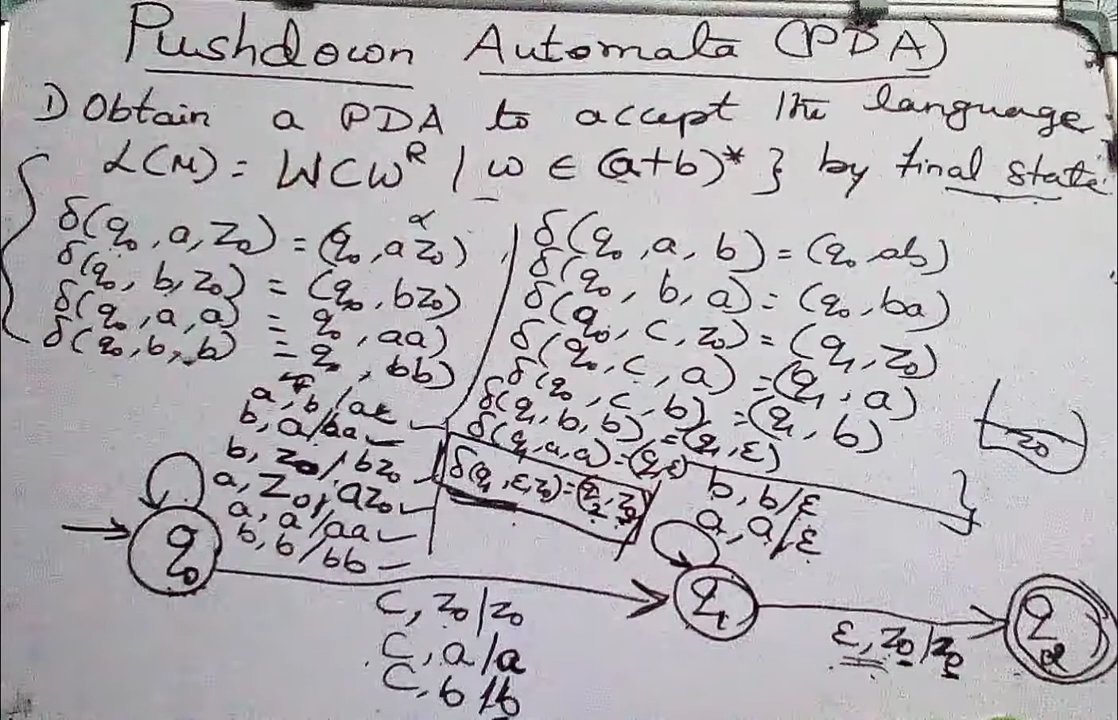 Pushdown Automata (PDA)
1) Obtain a PDA to accept the language
L(M) = WCW^R / w ∈ (a+b)* } by final state
δ(q₀, a, z₀) = (q₀, a z₀)
δ(q₀, b, z₀) = (q₀, bz₀)
δ(q₀, a, a) = q₀, aa)
δ(q₀, b, b) = q₀, bb)
δ(q₀, a, b) = (q₀ ab)
δ(q₀, b, a) = (q₀, ba)
δ(q₀, c, z₀) = (q₁, z₀)
δ(q₀, c, a) = (q₁, a)
δ(q₀, c, b) = (q₁, b)
δ(q₁, b, b) = (q₁, ε)
δ(q₁, a, a) = (q₁, ε)
δ(q₁, ε, z₀) = (q₂, z₀)
z₀
b, z₀/bz₀
a, z₀/az₀
a, a/aa
b, b/bb
q₀
c, z₀/z₀
c, a/a
c, b/b
b, b/ε
a, a/ε
q₁
ε, z₀/z₀
q₂